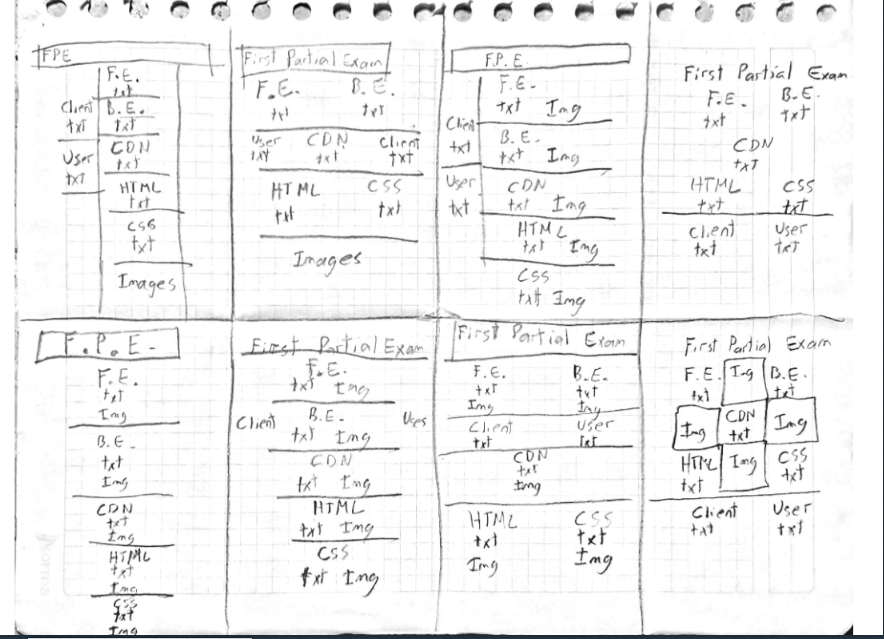 FPE
F.E.
txt
Client
txt
B.E.
txt
User
txt
CDN
txt
HTML
txt
CSS
txt
Images
First Partial Exam
F.E. B.E.
txt txt
User CDN Client
txt txt txt
HTML CSS
txt txt
Images
F.P.E.
F.E.
txt Img
Client
txt
B.E.
txt Img
User
txt
CDN
txt Img
HTML
txt Img
CSS
txt Img
First Partial Exam
F.E. B.E.
txt txt
CDN
txt
HTML CSS
txt txt
Client User
txt txt
F.P.E.
F.E.
txt
Img
B.E.
txt
Img
CDN
txt
Img
HTML
txt
Img
CSS
txt
Img
First Partial Exam
F.E.
txt Img
Client B.E.
txt Img
CDN
txt Img
HTML
txt Img
CSS
txt Img
First Partial Exam
F.E. B.E.
txt txt
Img Img
Client User
txt txt
CDN
txt
Img
HTML CSS
txt txt
Img Img
First Partial Exam
F.E. Img B.E.
txt txt
Img CDN Img
txt
HTML Img CSS
txt txt
Client User
txt txt